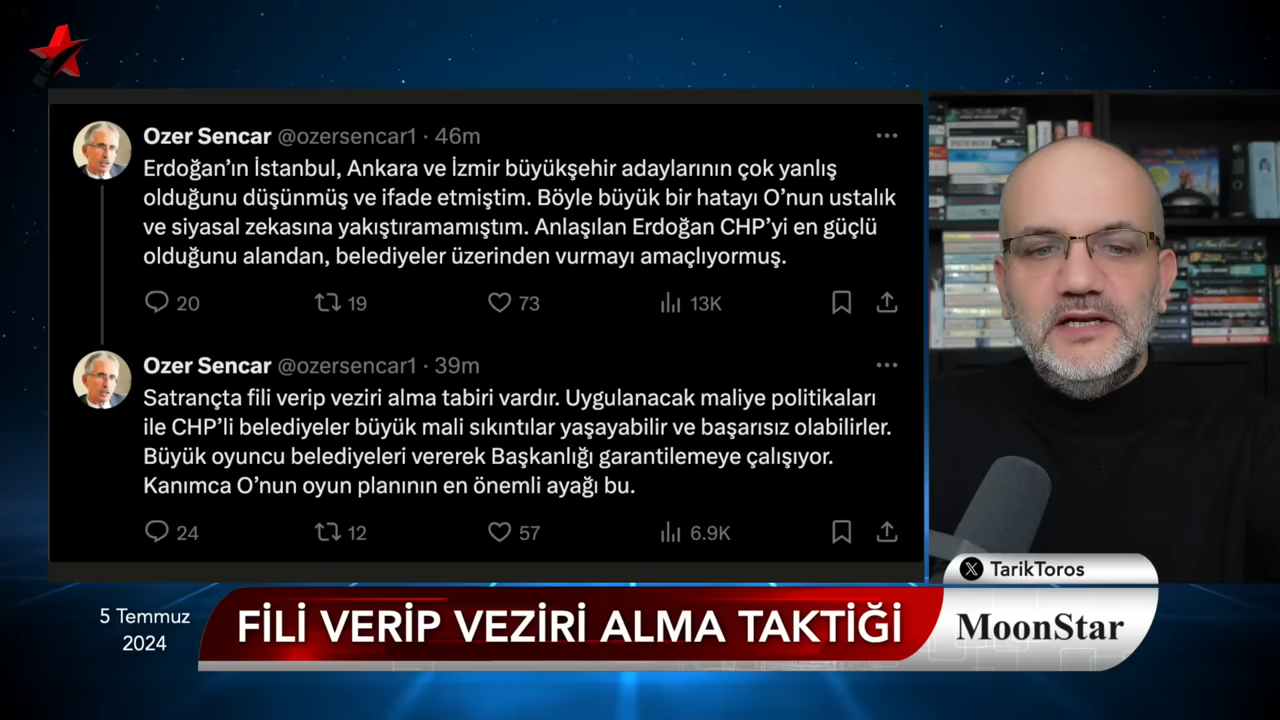 Ozer Sencar @ozersencar1 · 46m
Erdoğan’ın İstanbul, Ankara ve İzmir büyükşehir adaylarının çok yanlış
olduğunu düşünmüş ve ifade etmiştim. Böyle büyük bir hatayı O’nun ustalık
ve siyasal zekasına yakıştıramamıştım. Anlaşılan Erdoğan CHP’yi en güçlü
olduğunu alandan, belediyeler üzerinden vurmayı amaçlıyormuş.
20 19 73 13K
Ozer Sencar @ozersencar1 · 39m
Satrançta fili verip veziri alma tabiri vardır. Uygulanacak maliye politikaları
ile CHP’li belediyeler büyük mali sıkıntılar yaşayabilir ve başarısız olabilirler.
Büyük oyuncu belediyeleri vererek Başkanlığı garantilemeye çalışıyor.
Kanımca O’nun oyun planının en önemli ayağı bu.
24 12 57 6.9K
TarikToros
5 Temmuz
2024
FİLİ VERİP VEZİRİ ALMA TAKTİĞİ
MoonStar